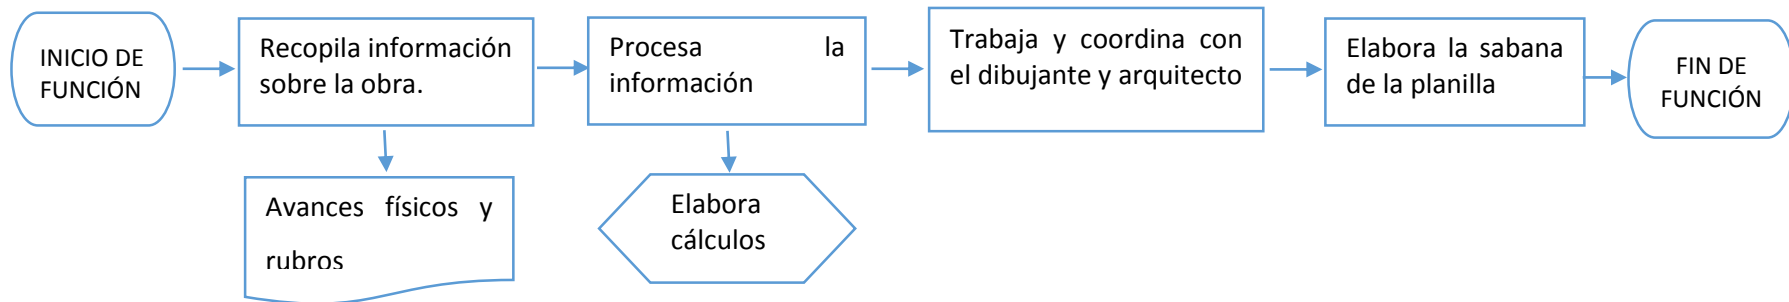 INICIO DE
FUNCIÓN
Recopila información
sobre la obra.
Procesa la
información
Trabaja y coordina con
el dibujante y arquitecto
Elabora la sabana
de la planilla
FIN DE
FUNCIÓN
Avances físicos y
rubros
Elabora
cálculos